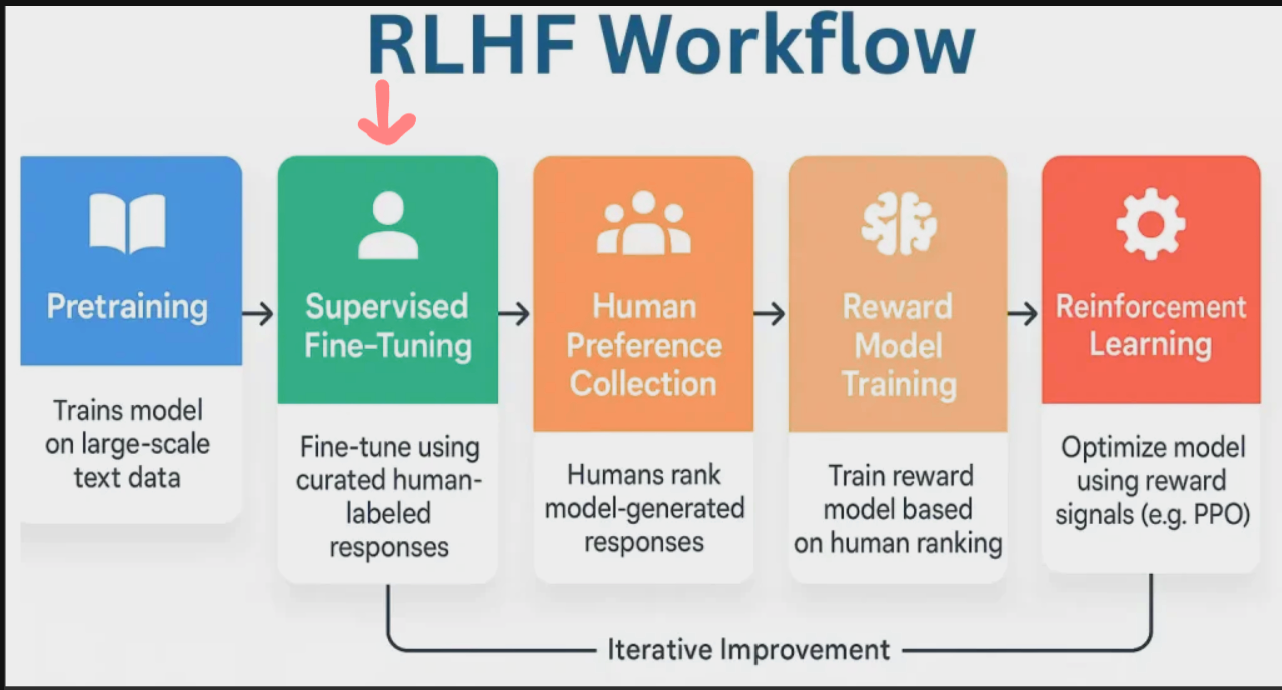 RLHF Workflow
Pretraining
Trains model
on large-scale
text data
Supervised
Fine-Tuning
Fine-tune using
curated human-
labeled
responses
Human
Preference
Collection
Humans rank
model-generated
responses
Reward
Model
Training
Train reward
model based
on human ranking
Reinforcement
Learning
Optimize model
using reward
signals (e.g. PPO)
Iterative Improvement